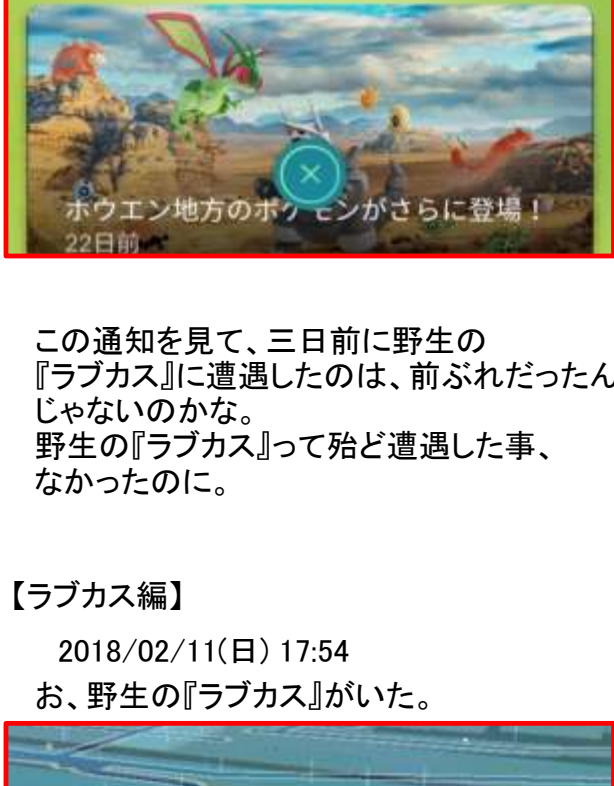 ホウエン地方のポケモンがさらに登場！
22日前
この通知を見て、三日前に野生の
『ラブカス』に遭遇したのは、前ぶれだったん
じゃないのかな。
野生の『ラブカス』って殆ど遭遇した事、
なかったのに。
【ラブカス編】
2018/02/11(日) 17:54
お、野生の『ラブカス』がいた。